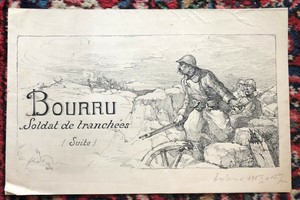 BOURRU
Soldat de tranchées
(Suite)